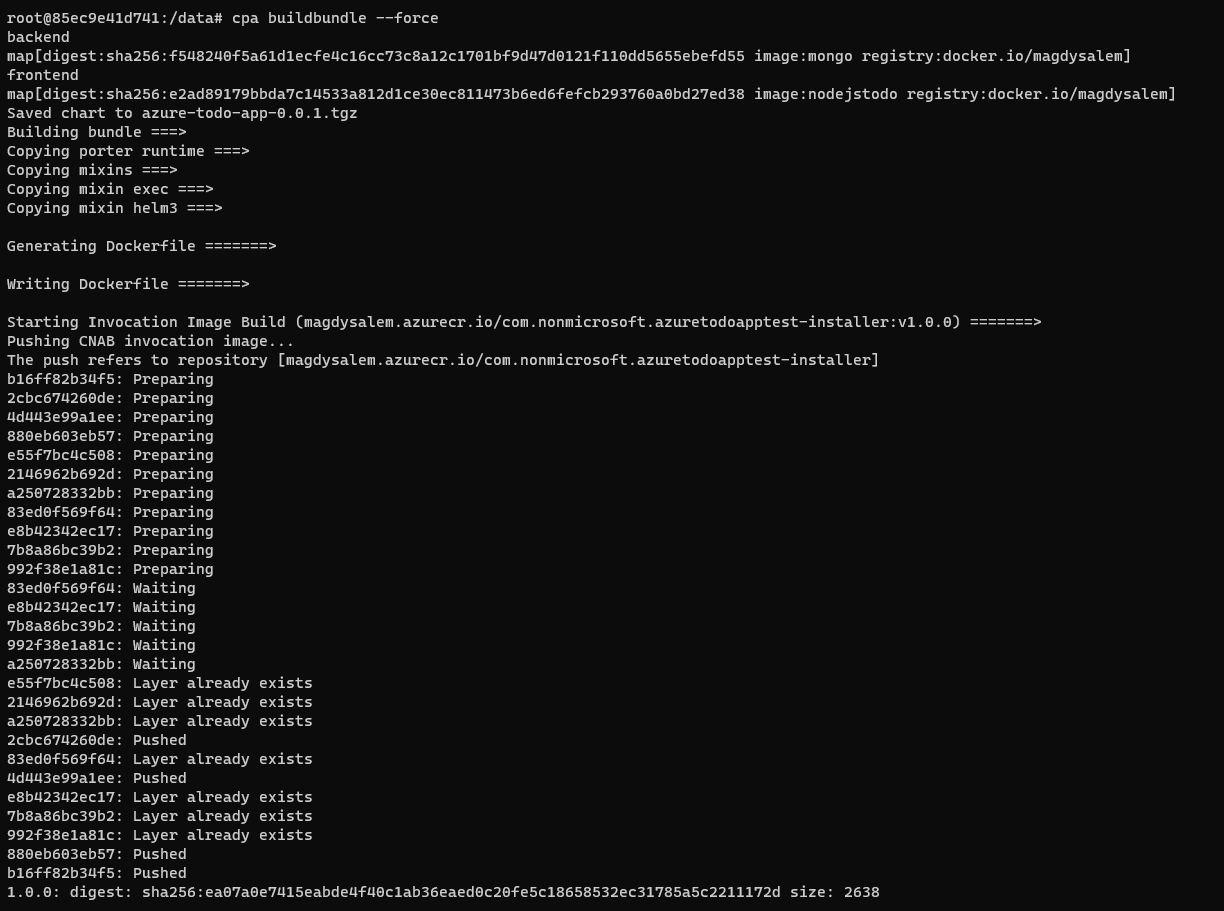 root@85ec9e41d741:/data# cpa buildbundle --force
backend
map[digest:sha256:f548240f5a61d1ecfe4c16cc73c8a12c1701bf9d47d0121f110dd5655ebefd55 image:mongo registry:docker.io/magdysalem]
frontend
map[digest:sha256:e2ad89179bbda7c14533a812d1ce30ec811473b6ed6fefcb293760a0bd27ed38 image:nodejstodo registry:docker.io/magdysalem]
Saved chart to azure-todo-app-0.0.1.tgz
Building bundle ===>
Copying porter runtime ===>
Copying mixins ===>
Copying mixin exec ===>
Copying mixin helm3 ===>
Generating Dockerfile =======>
Writing Dockerfile =======>
Starting Invocation Image Build (magdysalem.azurecr.io/com.nonmicrosoft.azuretodoapptest-installer:v1.0.0) =======>
Pushing CNAB invocation image...
The push refers to repository [magdysalem.azurecr.io/com.nonmicrosoft.azuretodoapptest-installer]
b16ff82b34f5: Preparing
2cbc674260de: Preparing
4d443e99a1ee: Preparing
880eb603eb57: Preparing
e55f7bc4c508: Preparing
2146962b692d: Preparing
a250728332bb: Preparing
83ed0f569f64: Preparing
e8b42342ec17: Preparing
7b8a86bc39b2: Preparing
992f38e1a81c: Preparing
83ed0f569f64: Waiting
e8b42342ec17: Waiting
7b8a86bc39b2: Waiting
992f38e1a81c: Waiting
a250728332bb: Waiting
e55f7bc4c508: Layer already exists
2146962b692d: Layer already exists
a250728332bb: Layer already exists
2cbc674260de: Pushed
83ed0f569f64: Layer already exists
4d443e99a1ee: Pushed
e8b42342ec17: Layer already exists
7b8a86bc39b2: Layer already exists
992f38e1a81c: Layer already exists
880eb603eb57: Pushed
b16ff82b34f5: Pushed
1.0.0: digest: sha256:ea07a0e7415eabde4f40c1ab36eaed0c20fe5c18658532ec31785a5c2211172d size: 2638